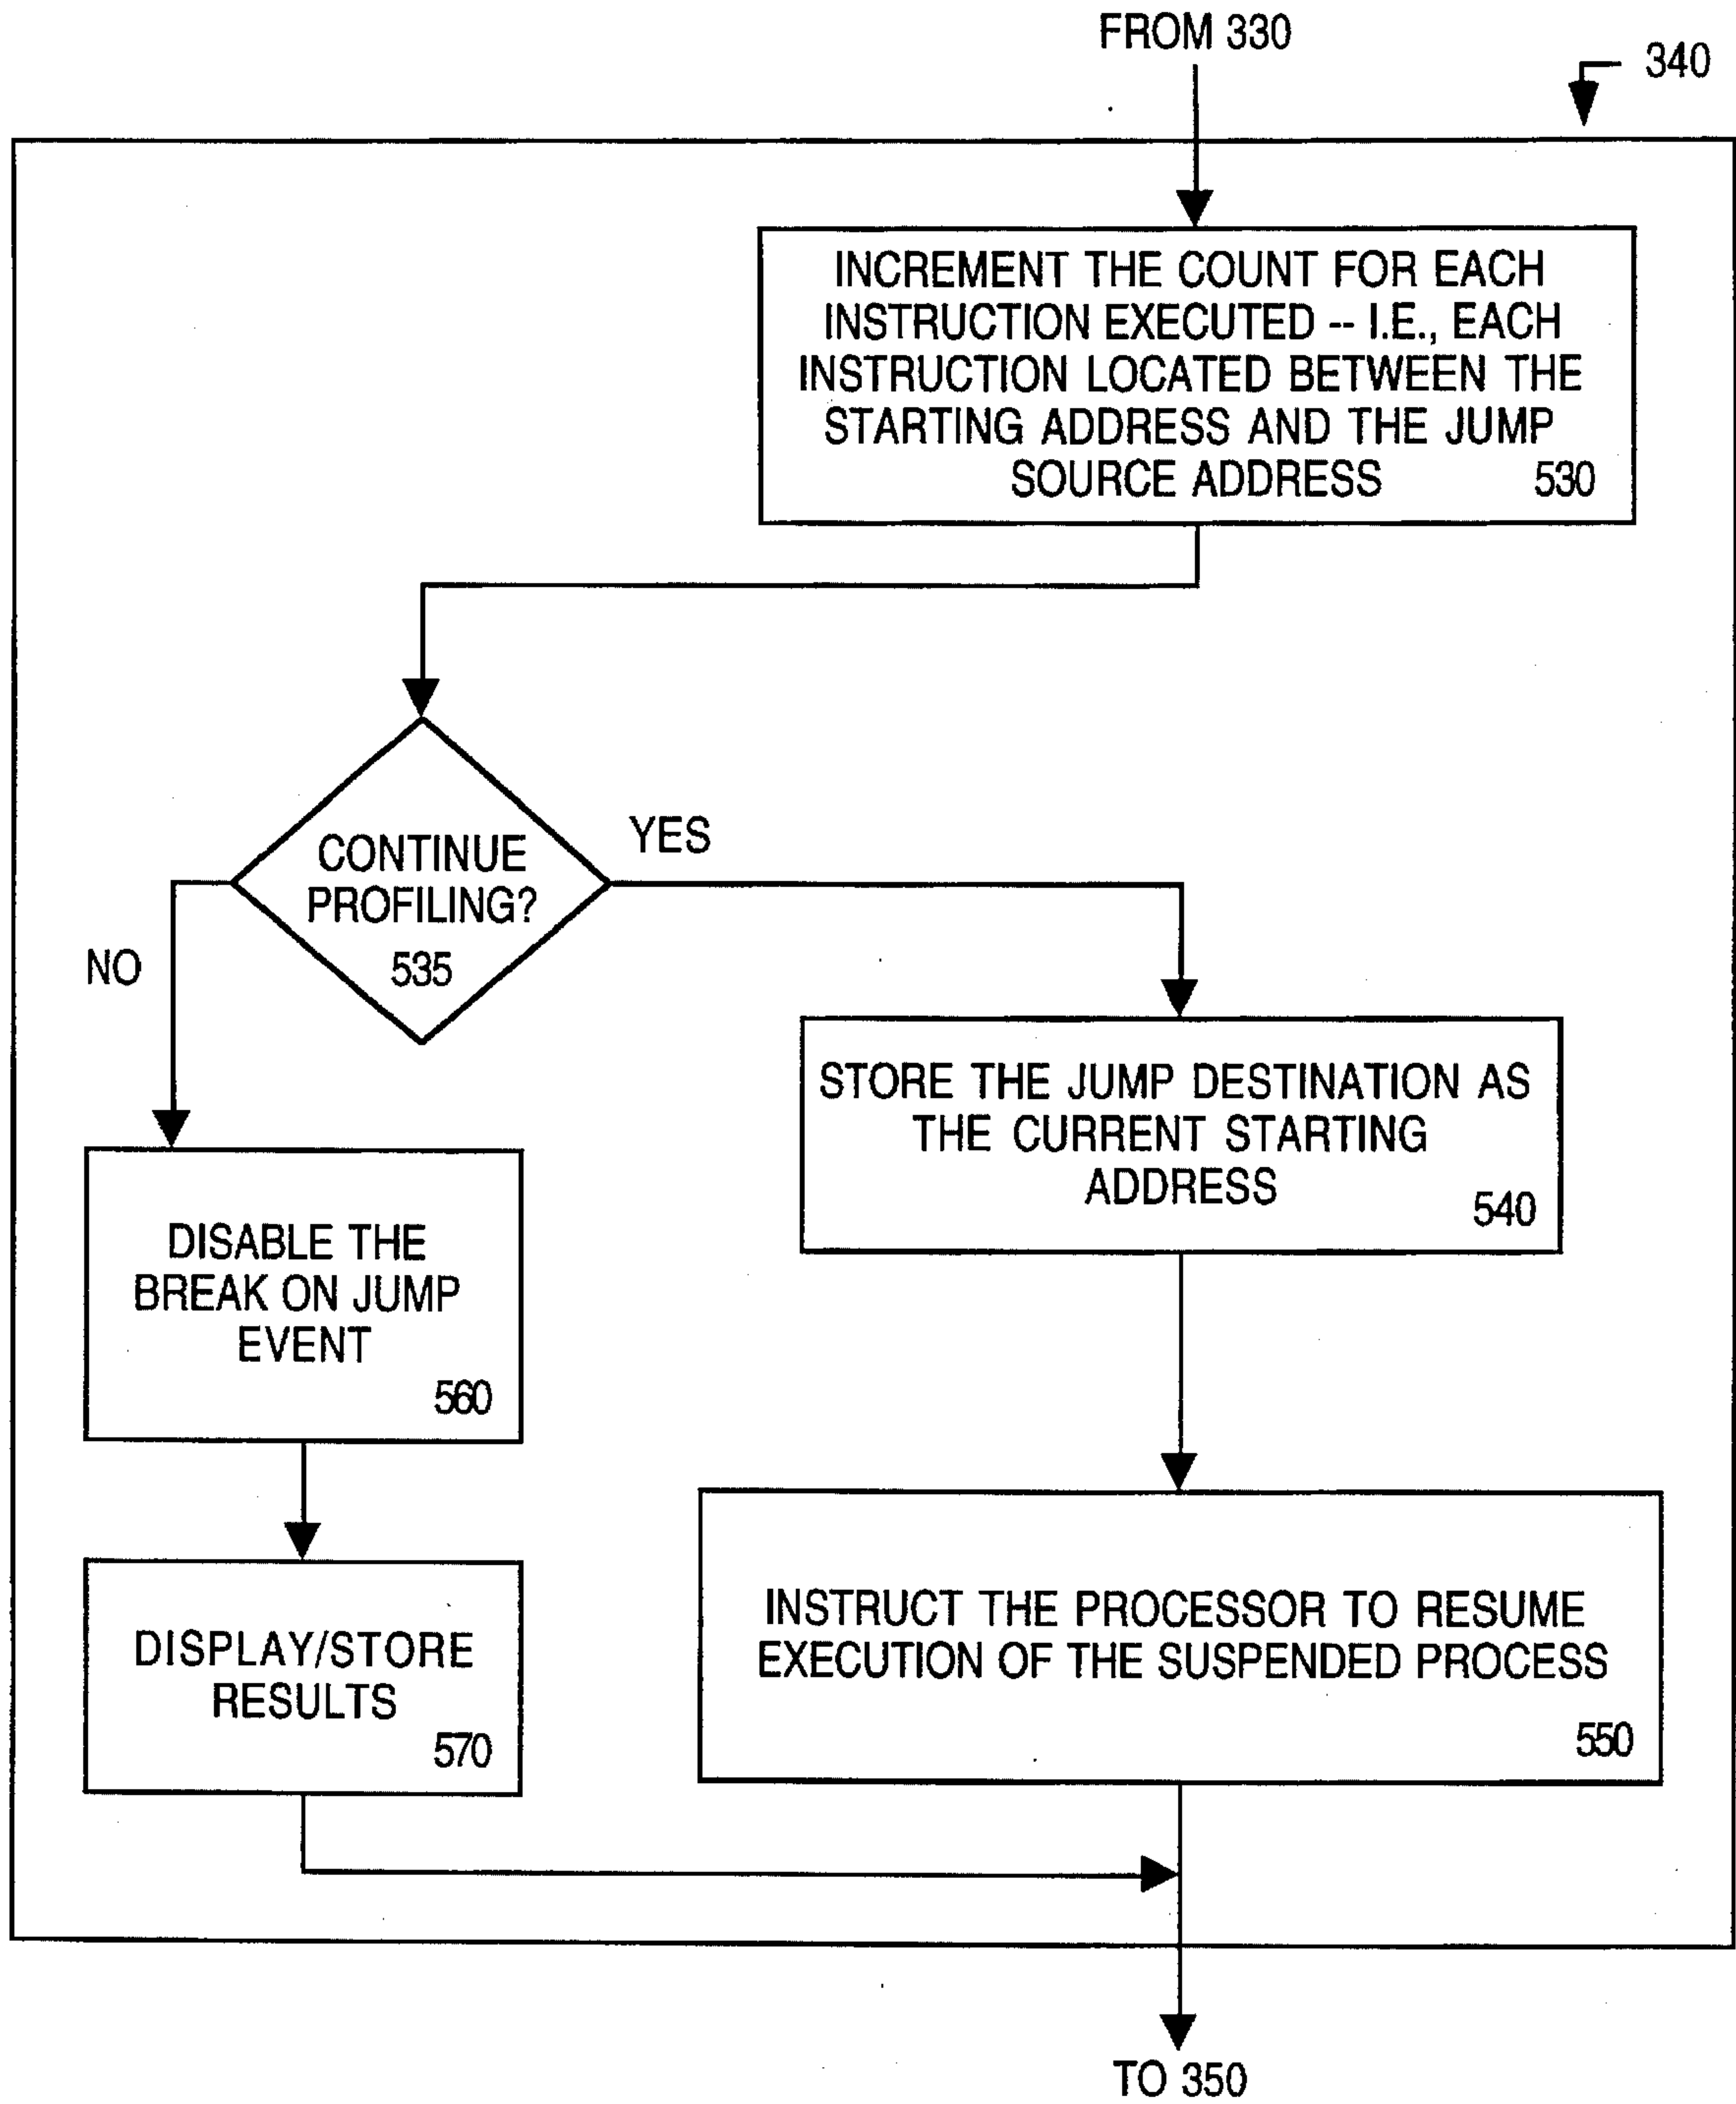 FROM 330
340
INCREMENT THE COUNT FOR EACH
INSTRUCTION EXECUTED -- I.E., EACH
INSTRUCTION LOCATED BETWEEN THE
STARTING ADDRESS AND THE JUMP
SOURCE ADDRESS 530
CONTINUE
PROFILING?
535
YES
NO
STORE THE JUMP DESTINATION AS
THE CURRENT STARTING
ADDRESS
540
DISABLE THE
BREAK ON JUMP
EVENT
560
INSTRUCT THE PROCESSOR TO RESUME
EXECUTION OF THE SUSPENDED PROCESS
550
DISPLAY/STORE
RESULTS
570
TO 350